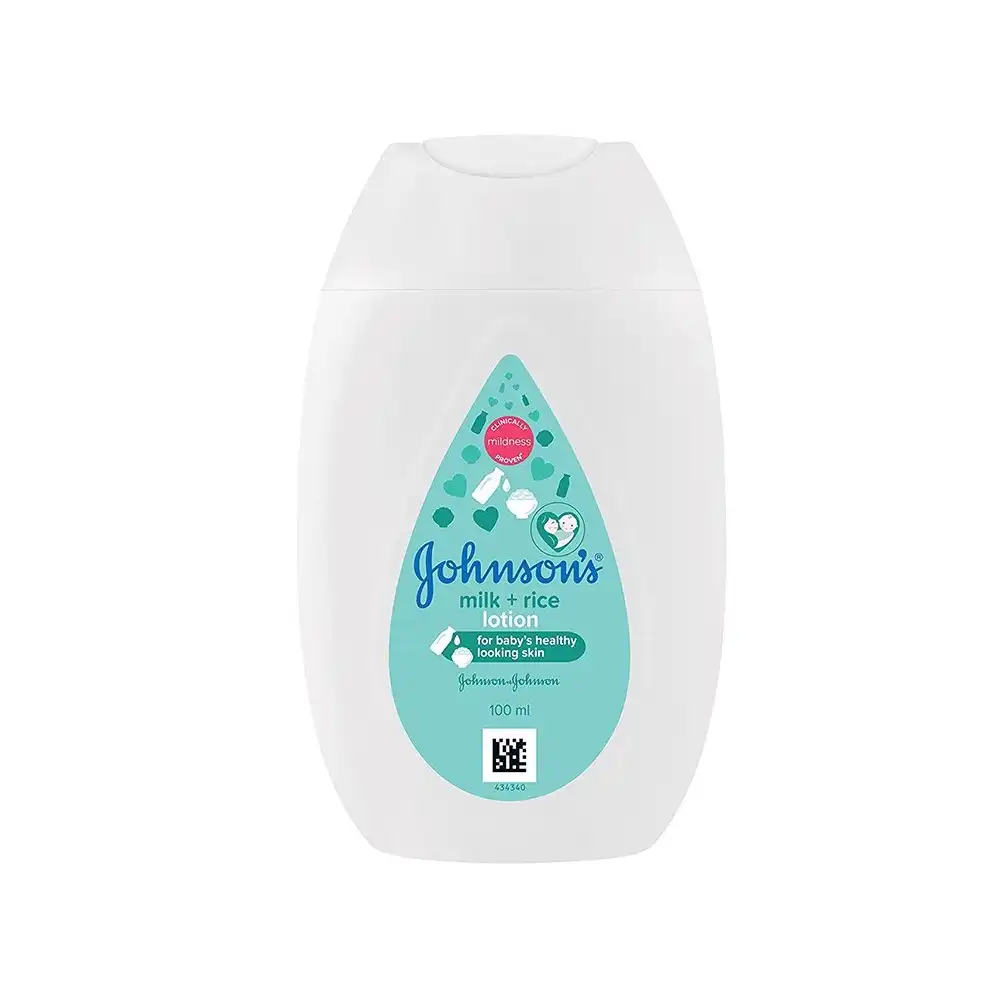 CLINICALLY
mildness
PROVEN*
Johnson's®
milk + rice
lotion
for baby's healthy
looking skin
Johnson & Johnson
100 ml
434340